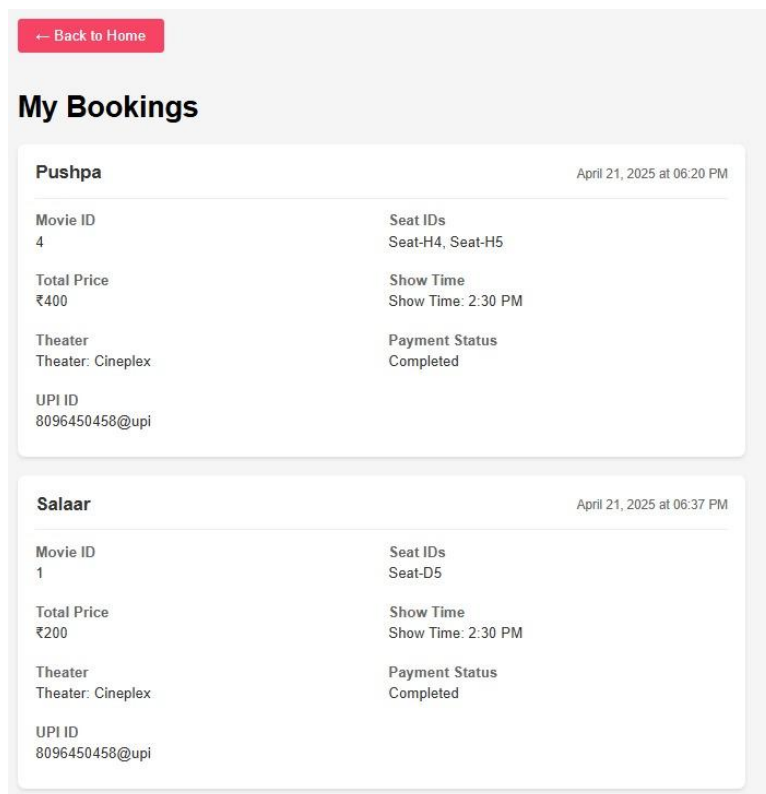 ← Back to Home
My Bookings
Pushpa April 21, 2025 at 06:20 PM
Movie ID Seat IDs
4 Seat-H4, Seat-H5
Total Price Show Time
₹400 Show Time: 2:30 PM
Theater Payment Status
Theater: Cineplex Completed
UPI ID
8096450458@upi
Salaar April 21, 2025 at 06:37 PM
Movie ID Seat IDs
1 Seat-D5
Total Price Show Time
₹200 Show Time: 2:30 PM
Theater Payment Status
Theater: Cineplex Completed
UPI ID
8096450458@upi